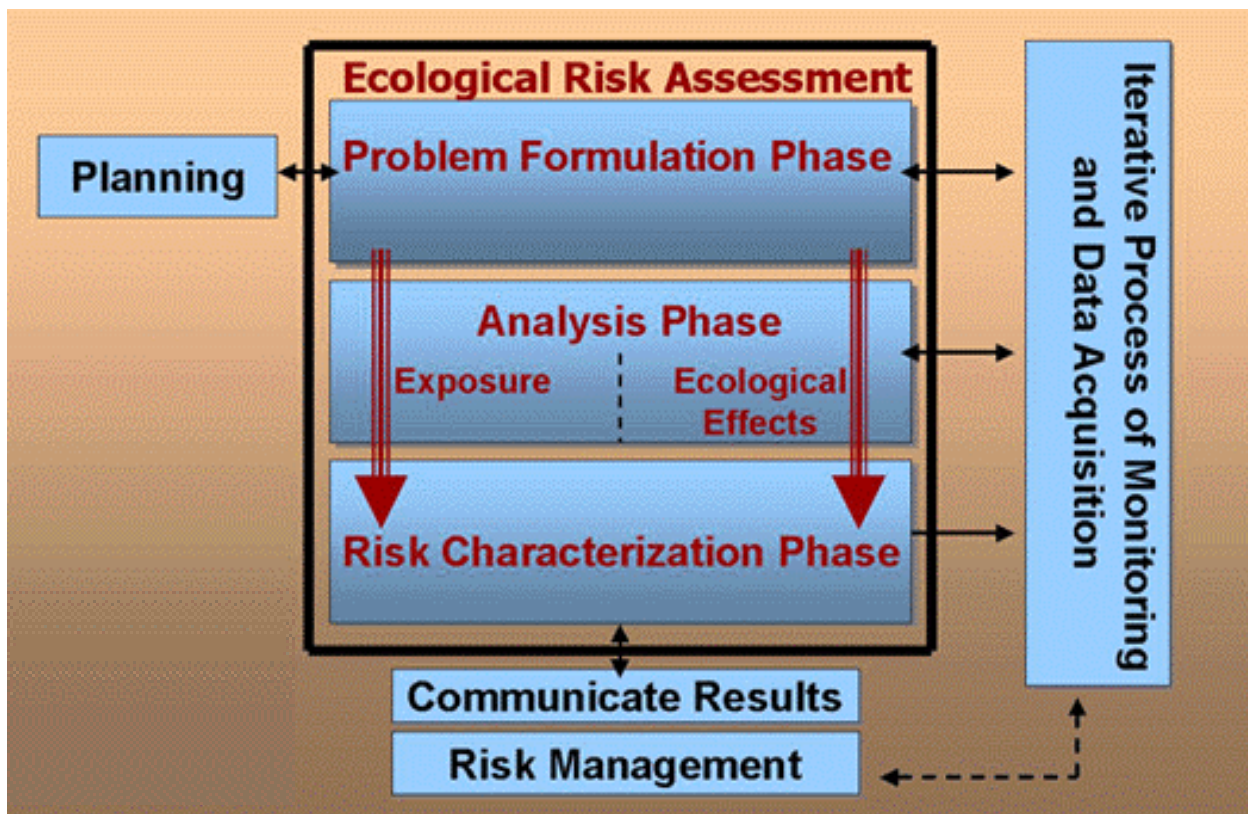 Ecological Risk Assessment
Planning
Problem Formulation Phase
Analysis Phase
Exposure
Ecological
Effects
Risk Characterization Phase
Communicate Results
Risk Management
Iterative Process of Monitoring
and Data Acquisition